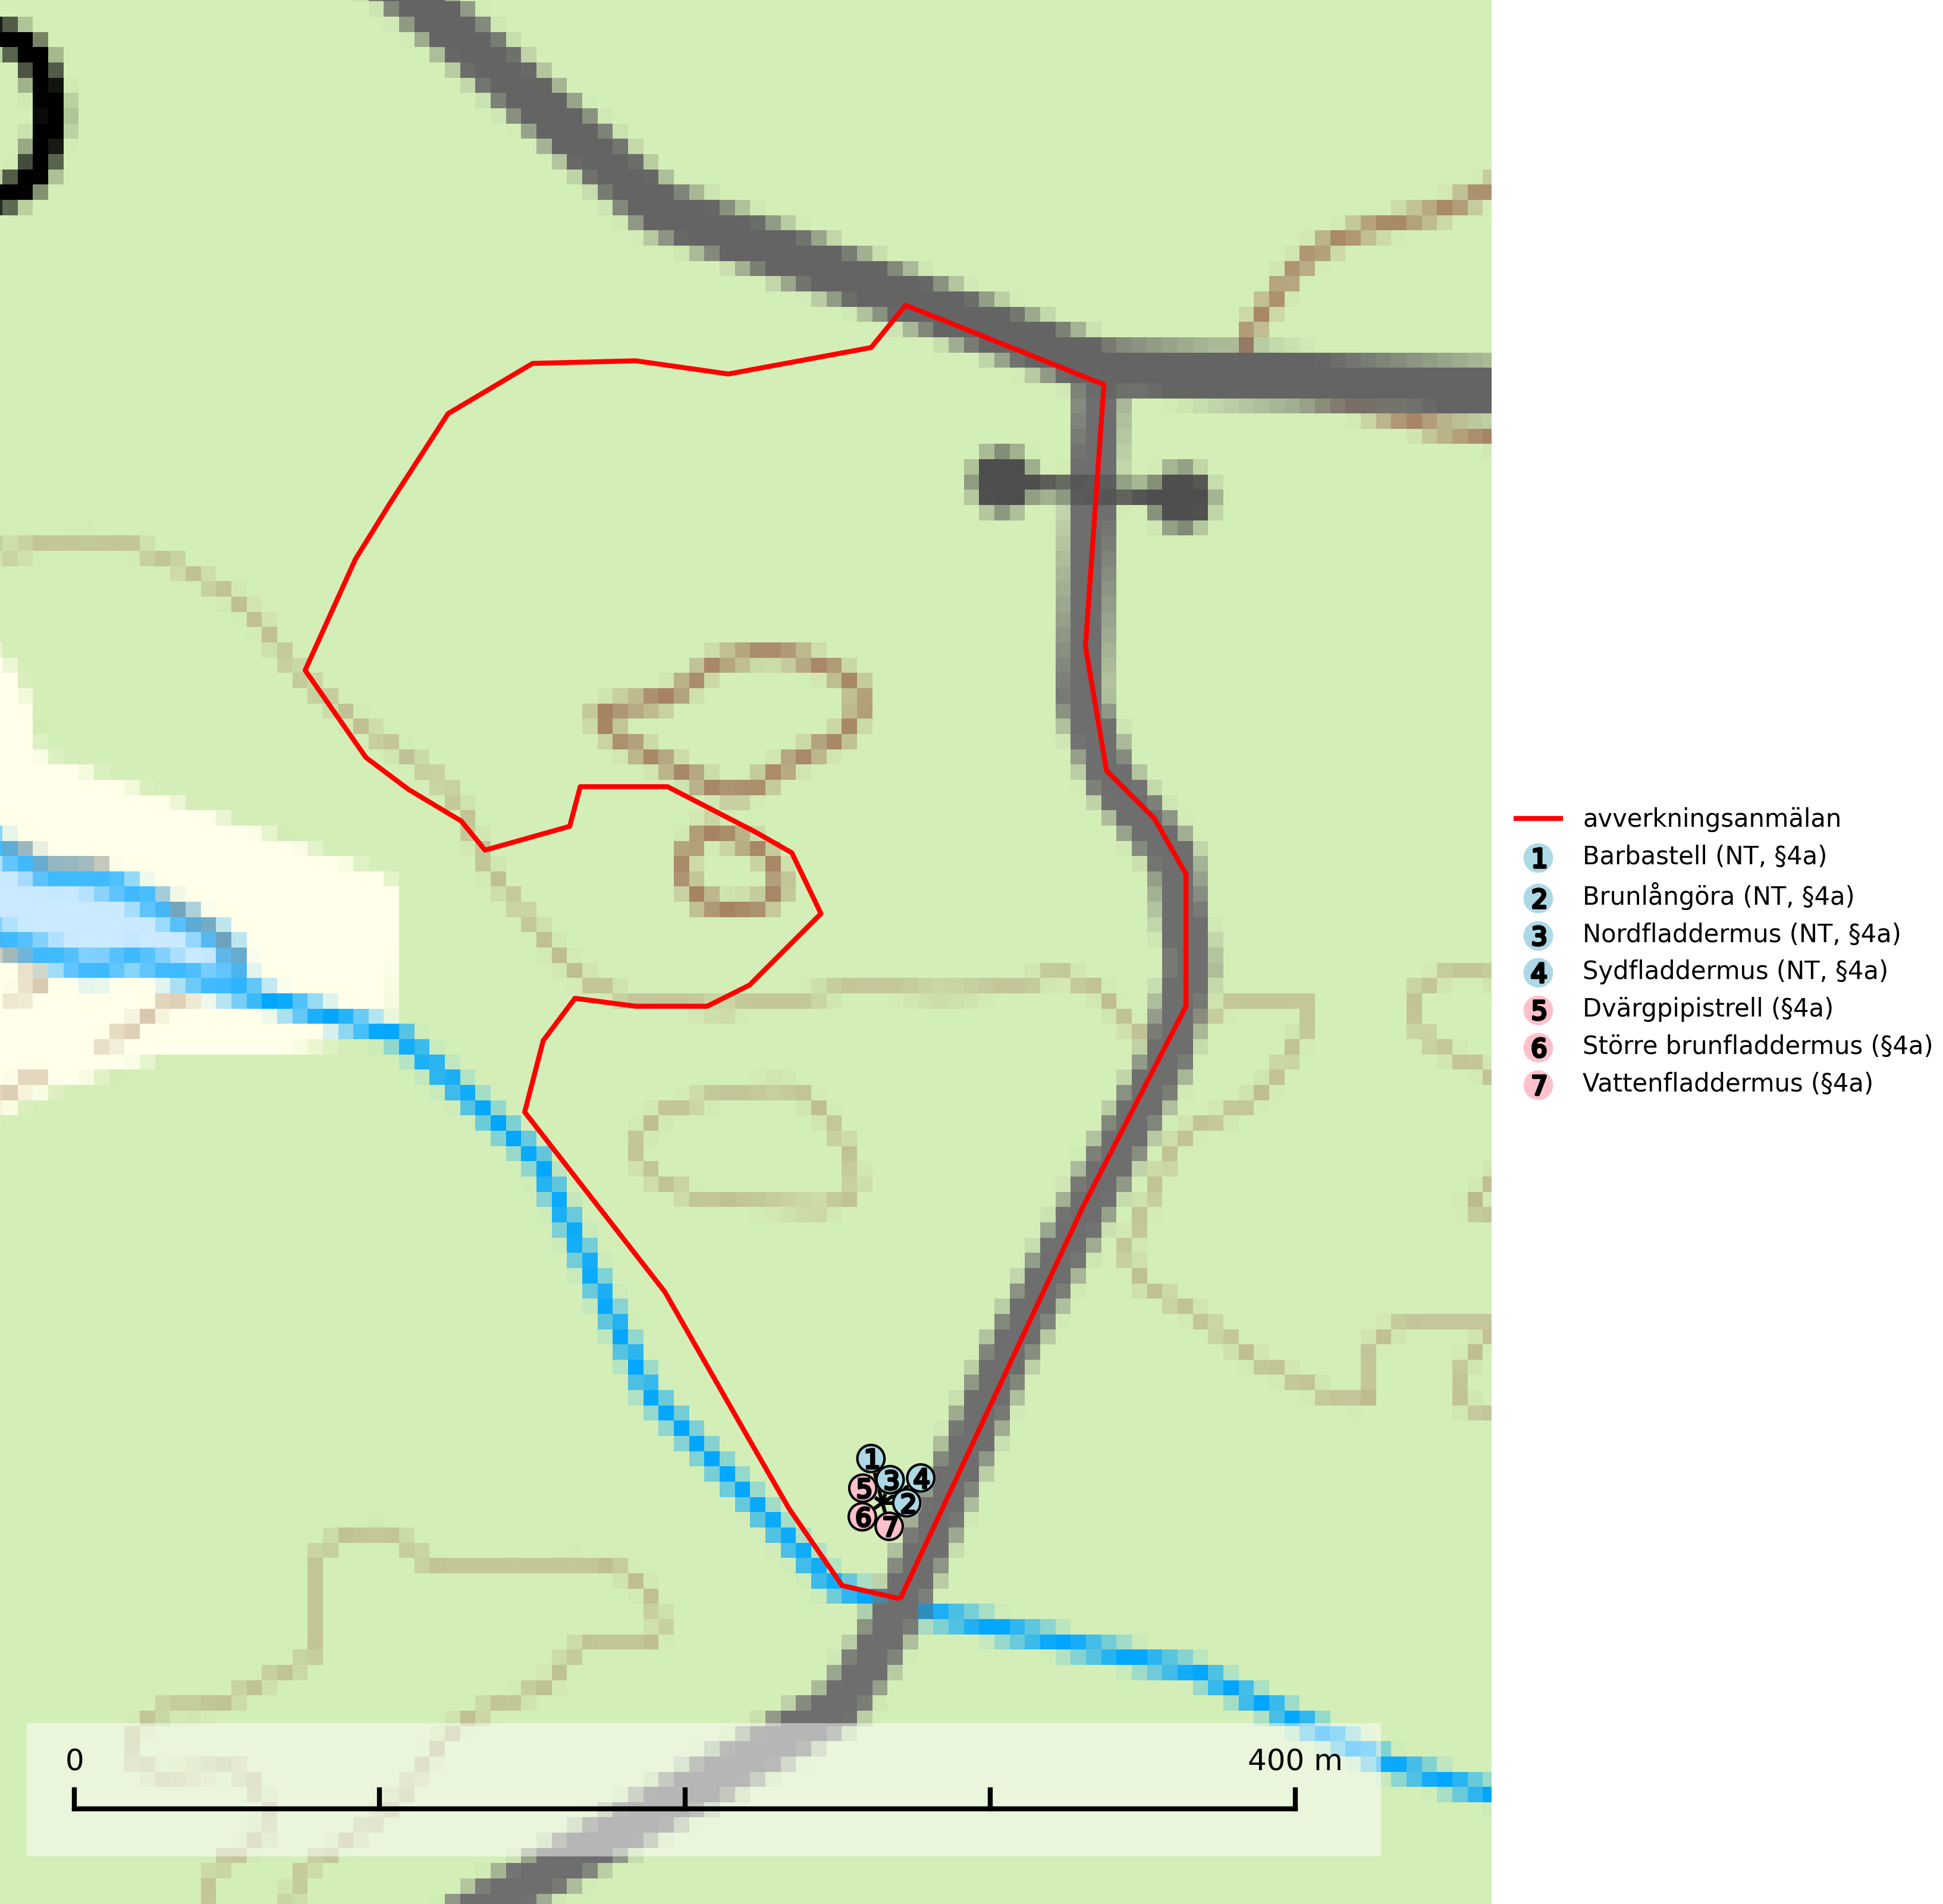 avverkningsanmälan
1 Barbastell (NT, §4a)
2 Brunlångöra (NT, §4a)
3 Nordfladdermus (NT, §4a)
4 Sydfladdermus (NT, §4a)
5 Dvärgpipistrell (§4a)
6 Större brunfladdermus (§4a)
7 Vattenfladdermus (§4a)
1
5 3 4
6 2
7
0 400 m